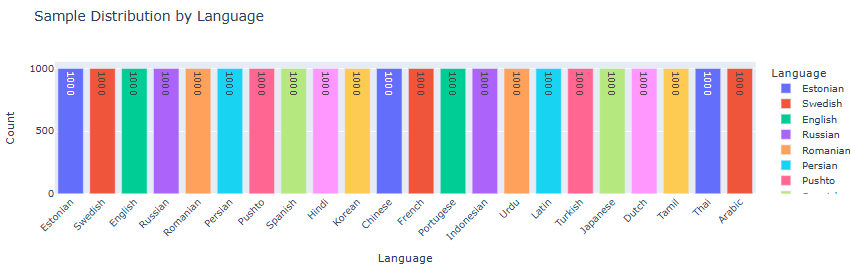 Sample Distribution by Language
1000 1000 1000 1000 1000 1000 1000 1000 1000 1000 1000 1000 1000 1000 1000 1000 1000 1000 1000 1000 1000 1000
1000
500
0
Count
Estonian Swedish English Russian Romanian Persian Pushto Spanish Hindi Korean Chinese French Portugese Indonesian Urdu Latin Turkish Japanese Dutch Tamil Thai Arabic
Language
Language
Estonian
Swedish
English
Russian
Romanian
Persian
Pushto